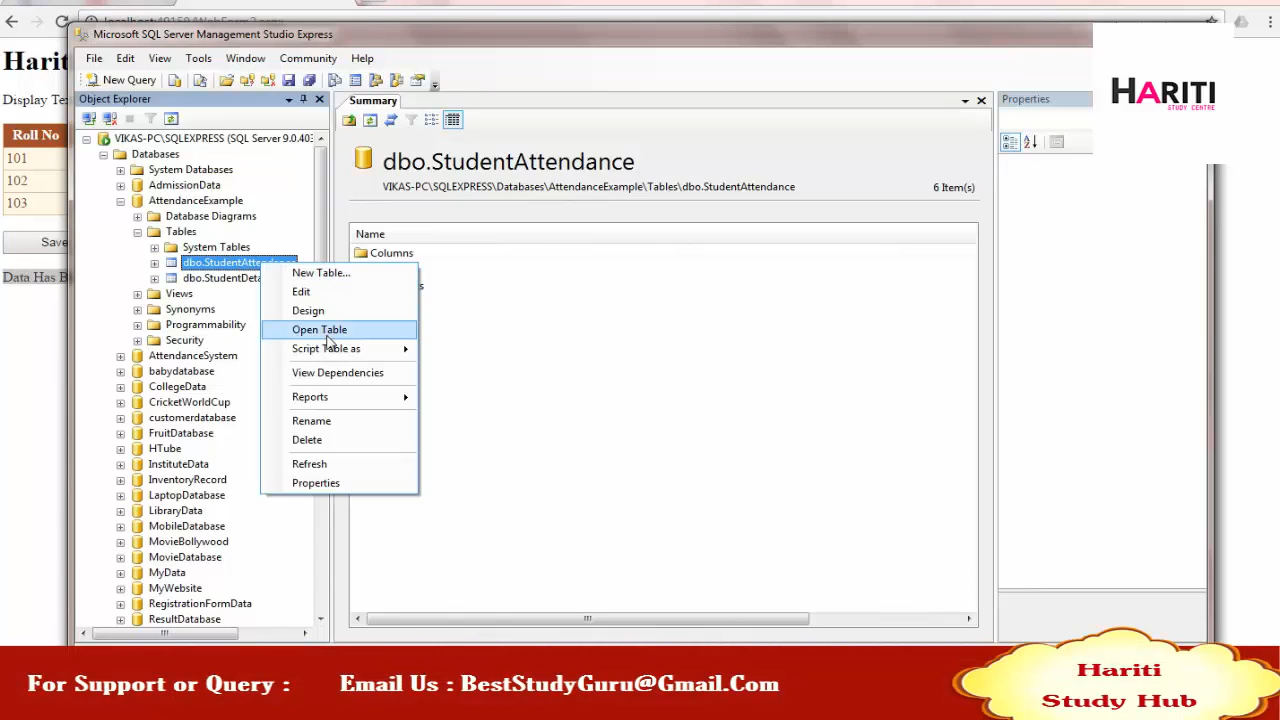 localhost:49159/WebForm2.aspx
Harit
Display Te
Roll No
101
102
103
Save
Data Has B
Microsoft SQL Server Management Studio Express
File Edit View Tools Window Community Help
New Query
Object Explorer
VIKAS-PC\SQLEXPRESS (SQL Server 9.0.403
Databases
System Databases
AdmissionData
AttendanceExample
Database Diagrams
Tables
System Tables
dbo.StudentAttendance
dbo.StudentDeta
Views
Synonyms
Programmability
Security
AttendanceSystem
babydatabase
CollegeData
CricketWorldCup
customerdatabase
FruitDatabase
HTube
InstituteData
InventoryRecord
LaptopDatabase
LibraryData
MobileDatabase
MovieBollywood
MovieDatabase
MyData
MyWebsite
RegistrationFormData
ResultDatabase
New Table...
Edit
Design
Open Table
Script Table as
View Dependencies
Reports
Rename
Delete
Refresh
Properties
Summary
dbo.StudentAttendance
VIKAS-PC\SQLEXPRESS\Databases\AttendanceExample\Tables\dbo.StudentAttendance 6 Item(s)
Name
Columns
s
Properties
HARITI
STUDY CENTRE
For Support or Query : Email Us : BestStudyGuru@Gmail.Com
Hariti
Study Hub